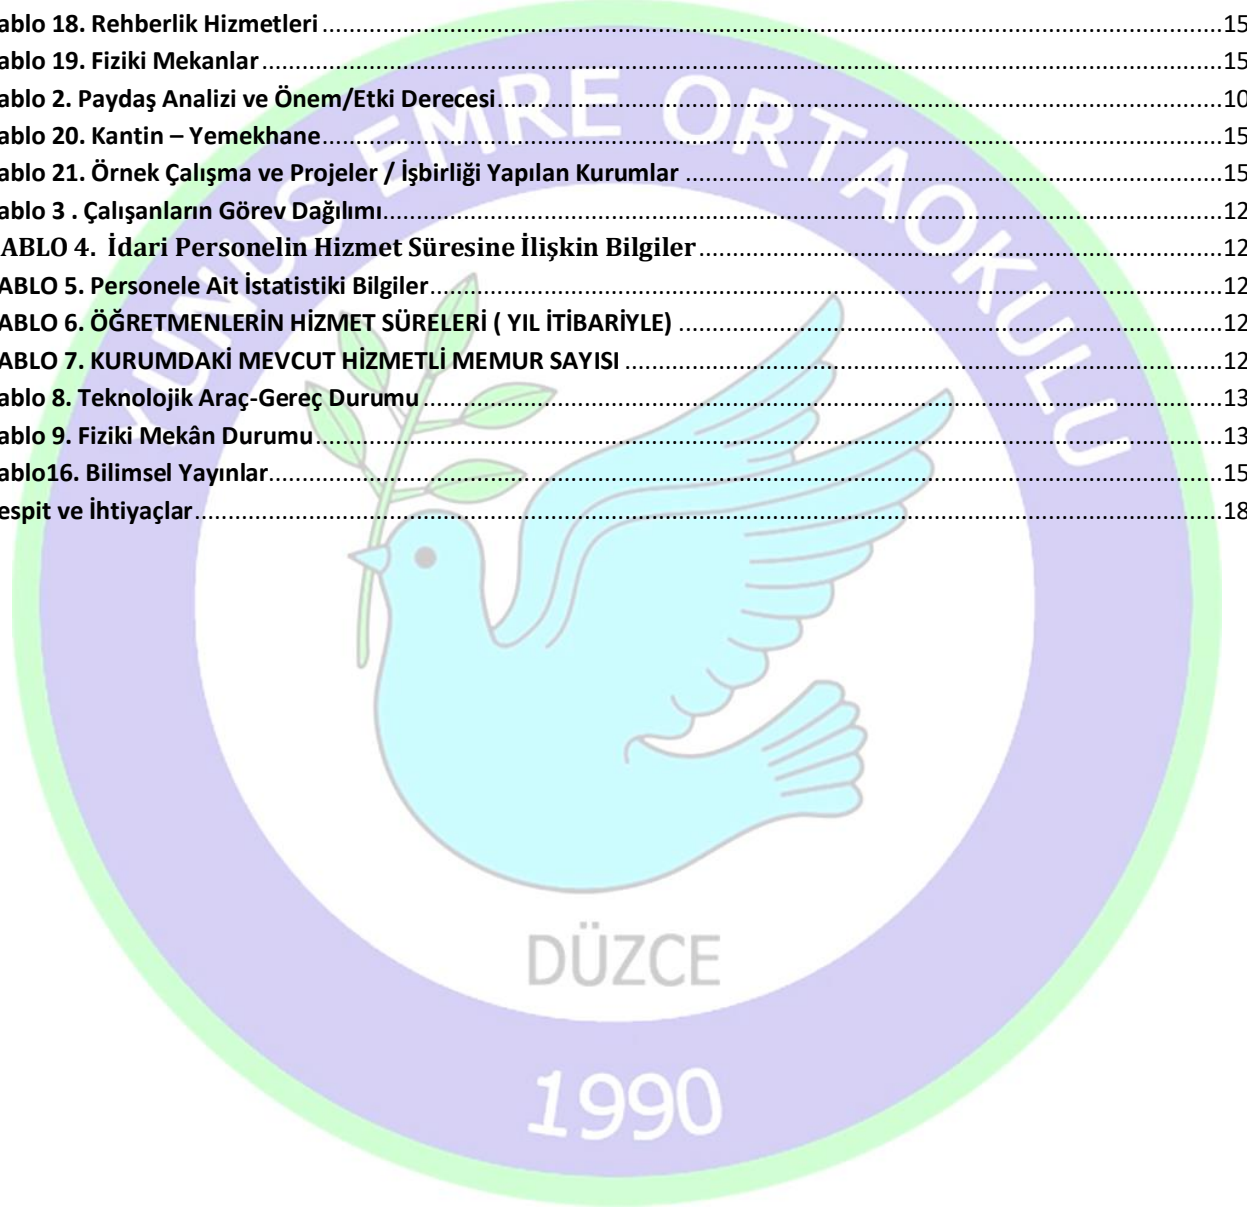 ablo 18. Rehberlik Hizmetleri........15
ablo 19. Fiziki Mekanlar........15
ablo 2. Paydaş Analizi ve Önem/Etki Derecesi........10
ablo 20. Kantin – Yemekhane........15
ablo 21. Örnek Çalışma ve Projeler / İşbirliği Yapılan Kurumlar........15
ablo 3 . Çalışanların Görev Dağılımı........12
ABLO 4. İdari Personelin Hizmet Süresine İlişkin Bilgiler........12
ABLO 5. Personele Ait İstatistiki Bilgiler........12
ABLO 6. ÖĞRETMENLERİN HİZMET SÜRELERİ ( YIL İTİBARİYLE)........12
ABLO 7. KURUMDAKİ MEVCUT HİZMETLİ MEMUR SAYISI........12
ablo 8. Teknolojik Araç-Gereç Durumu........13
ablo 9. Fiziki Mekân Durumu........13
ablo16. Bilimsel Yayınlar........15
espit ve İhtiyaçlar........18
YUNUS EMRE ORTAOKULU
DÜZCE
1990